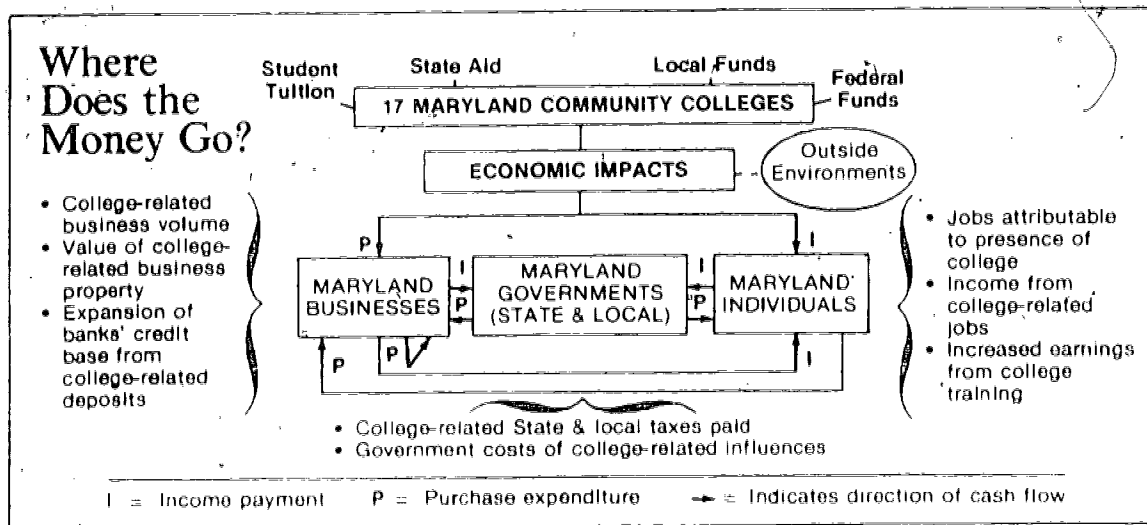 Where
Does the
Money Go?
Student
Tuition
State Aid
Local Funds
Federal
Funds
17 MARYLAND COMMUNITY COLLEGES
ECONOMIC IMPACTS
Outside
Environments
• College-related
business volume
• Value of college-
related business
property
• Expansion of
banks' credit
base from
college-related
deposits
P
I
MARYLAND
BUSINESSES
I
P
MARYLAND
GOVERNMENTS
(STATE & LOCAL)
I
P
MARYLAND
INDIVIDUALS
P
P
I
• Jobs attributable
to presence of
college
• Income from
college-related
jobs
• Increased earnings
from college
training
• College-related State & local taxes paid
• Government costs of college-related influences
I = Income payment P = Purchase expenditure → = Indicates direction of cash flow